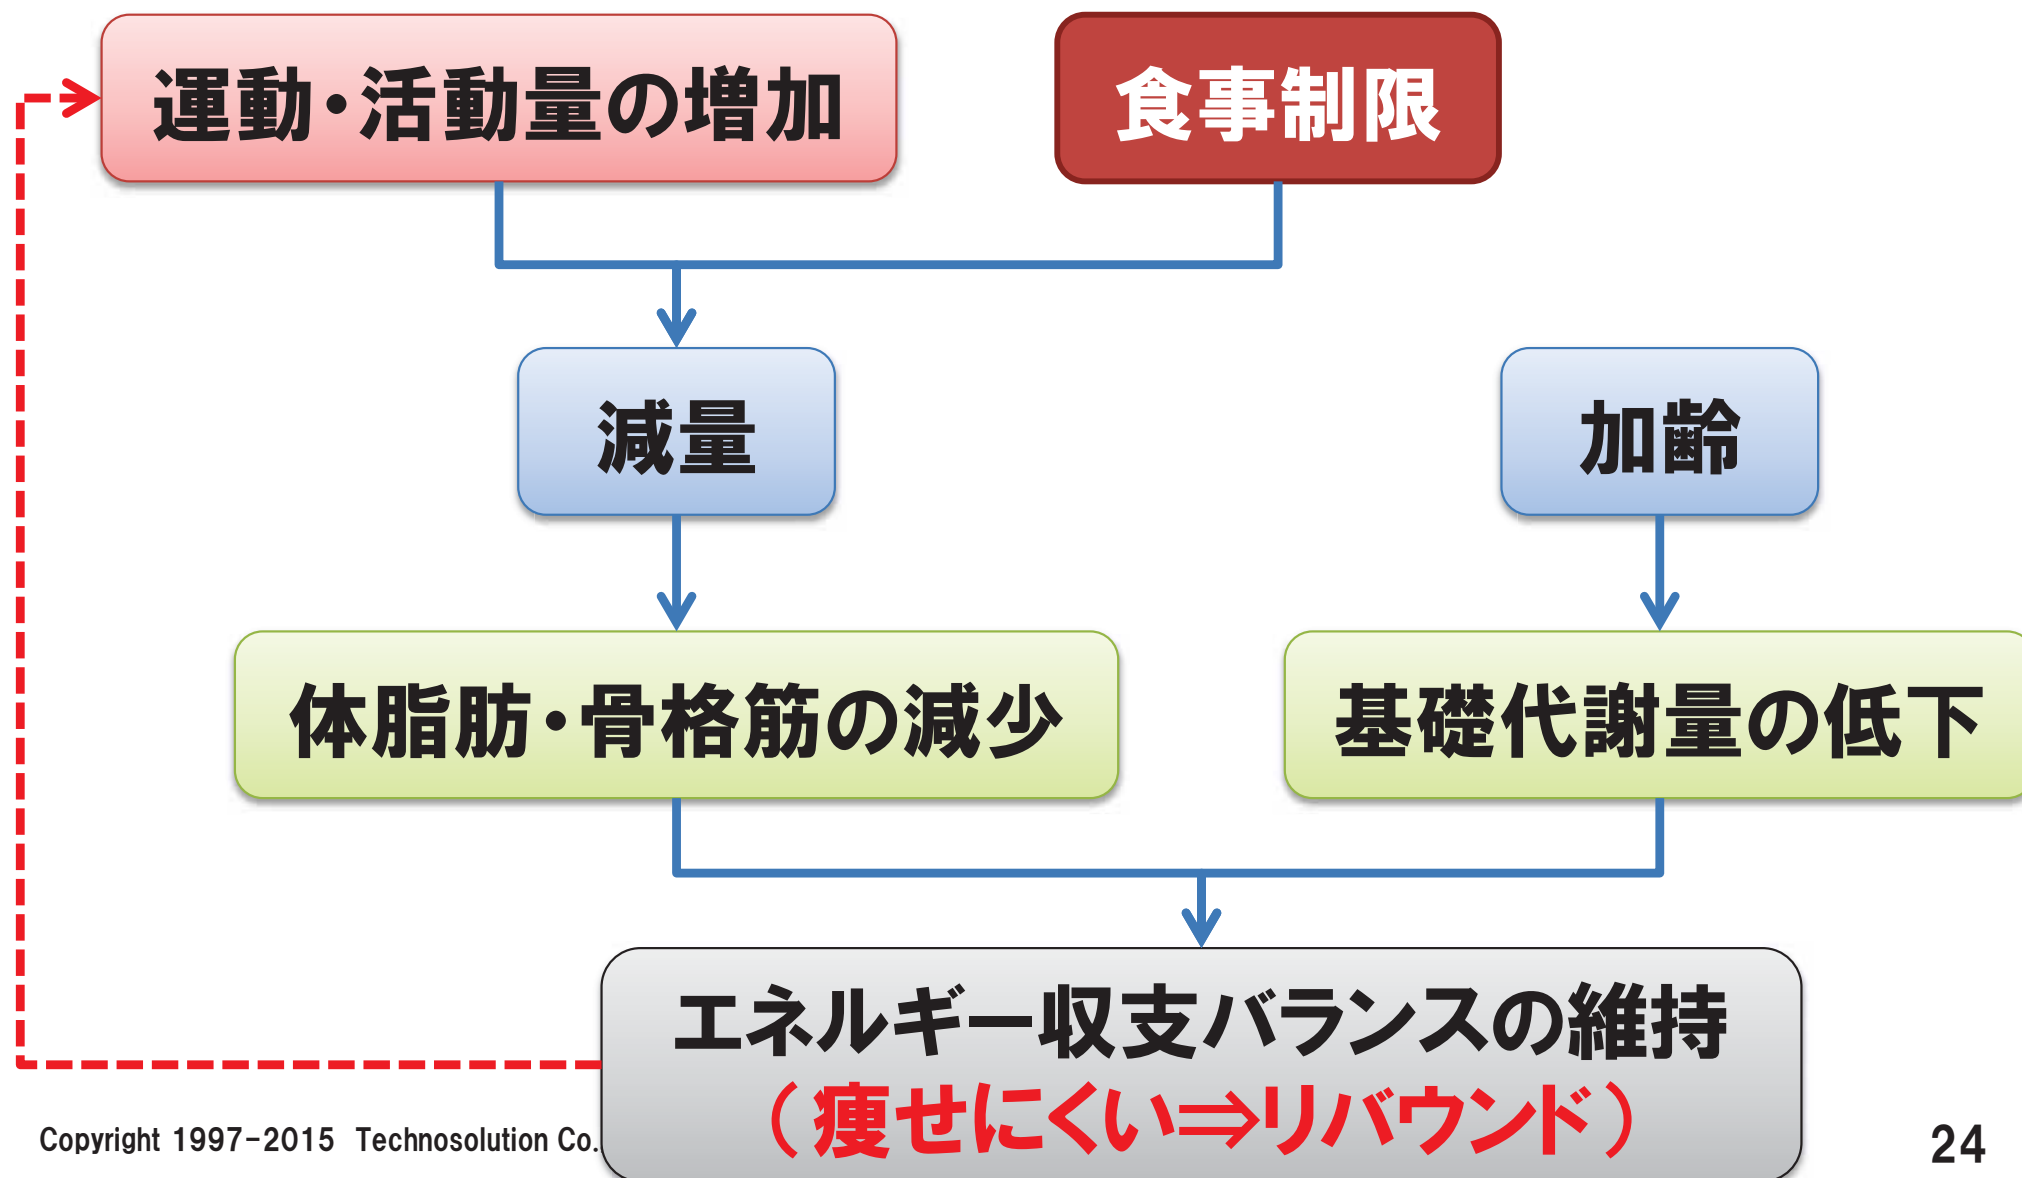 運動・活動量の増加
食事制限
減量
加齢
体脂肪・骨格筋の減少
基礎代謝量の低下
エネルギー収支バランスの維持
（痩せにくい⇒リバウンド）
Copyright 1997-2015 Technosolution Co.
24